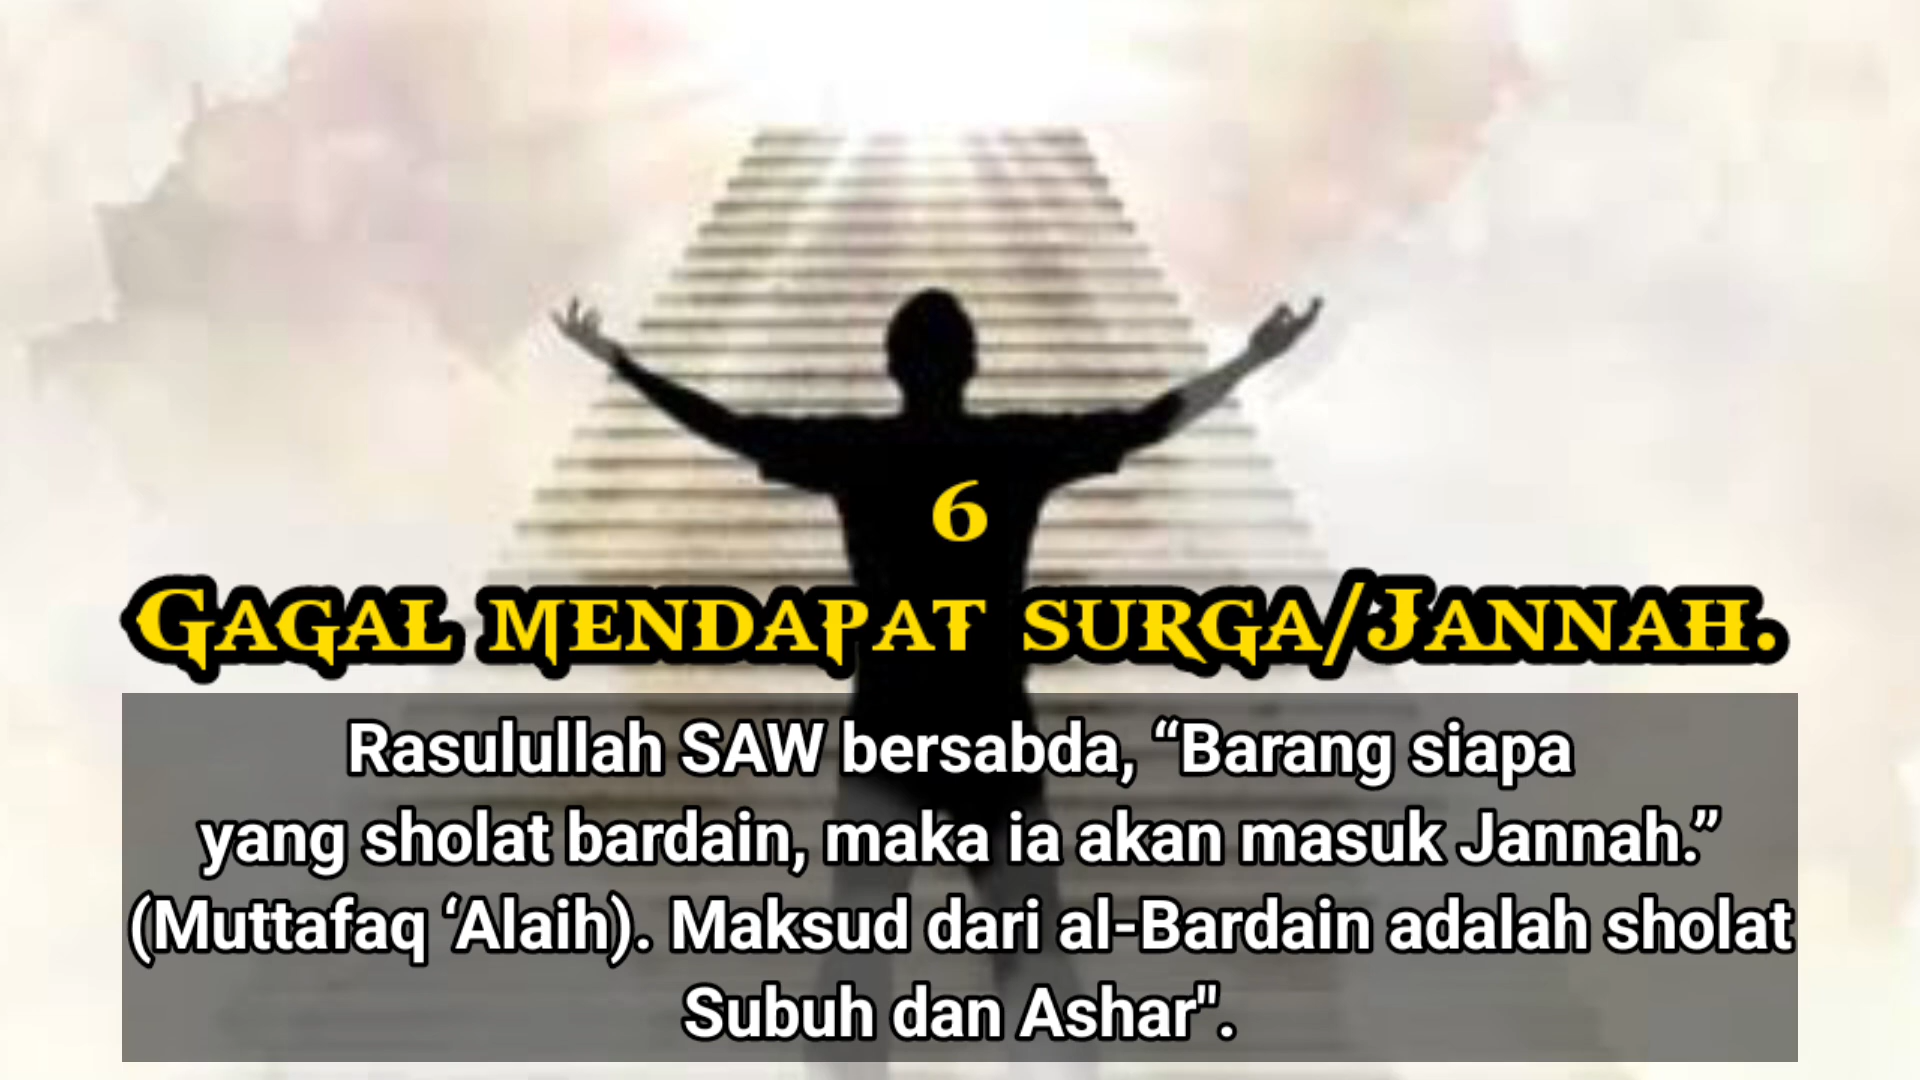 6
Gagal mendapat surga/Jannah.
Rasulullah SAW bersabda, “Barang siapa
yang sholat bardain, maka ia akan masuk Jannah.”
(Muttafaq ‘Alaih). Maksud dari al-Bardain adalah sholat
Subuh dan Ashar".